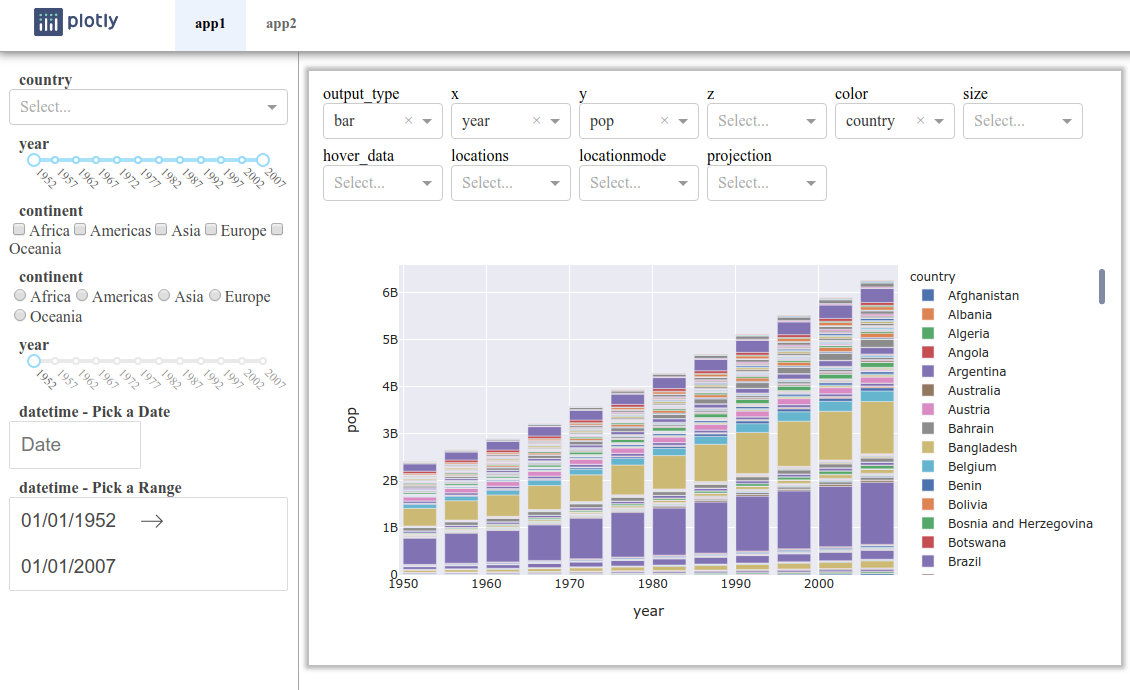 plotly app1 app2
country
Select...
year
1952 1957 1962 1967 1972 1977 1982 1987 1992 1997 2002 2007
continent
Africa Americas Asia Europe
Oceania
continent
Africa Americas Asia Europe
Oceania
year
1952 1957 1962 1967 1972 1977 1982 1987 1992 1997 2002 2007
datetime - Pick a Date
Date
datetime - Pick a Range
01/01/1952 →
01/01/2007
output_type x y z color size
bar × year × pop × Select... country × Select...
hover_data locations locationmode projection
Select... Select... Select... Select...
6B
5B
4B
3B
2B
1B
0
pop
1950 1960 1970 1980 1990 2000
year
country
Afghanistan
Albania
Algeria
Angola
Argentina
Australia
Austria
Bahrain
Bangladesh
Belgium
Benin
Bolivia
Bosnia and Herzegovina
Botswana
Brazil